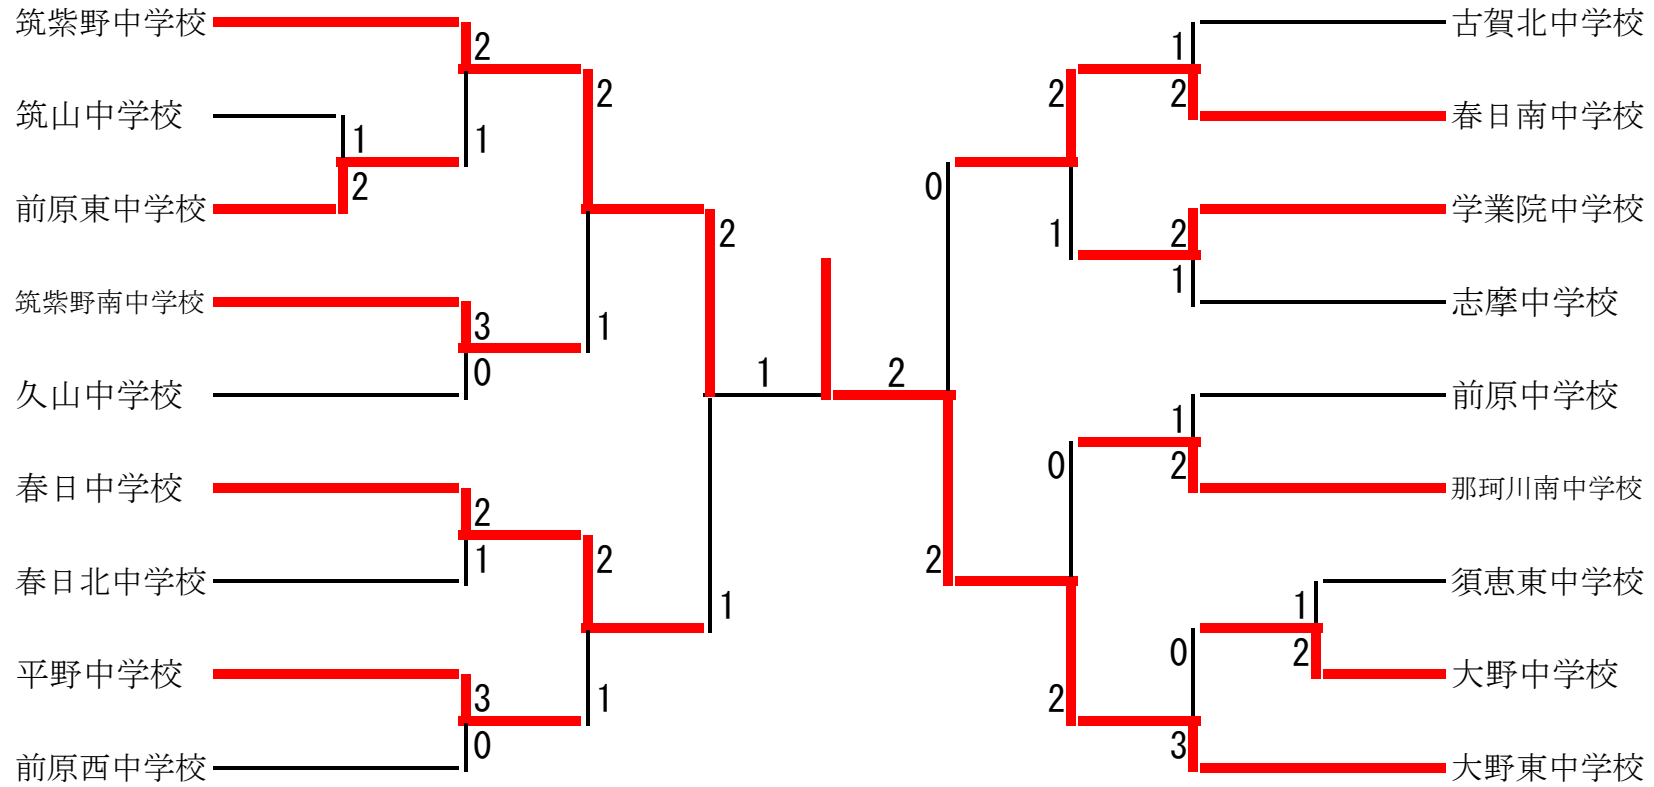 筑紫野中学校
2
2
筑山中学校
1
1
前原東中学校
2
2
筑紫野南中学校
3
1
久山中学校
0
1
春日中学校
2
2
春日北中学校
1
1
平野中学校
3
1
前原西中学校
0
古賀北中学校
1
2
2
春日南中学校
0
学業院中学校
1
2
志摩中学校
1
2
前原中学校
1
0
2
那珂川南中学校
2
須恵東中学校
1
0
2
大野中学校
2
3
大野東中学校